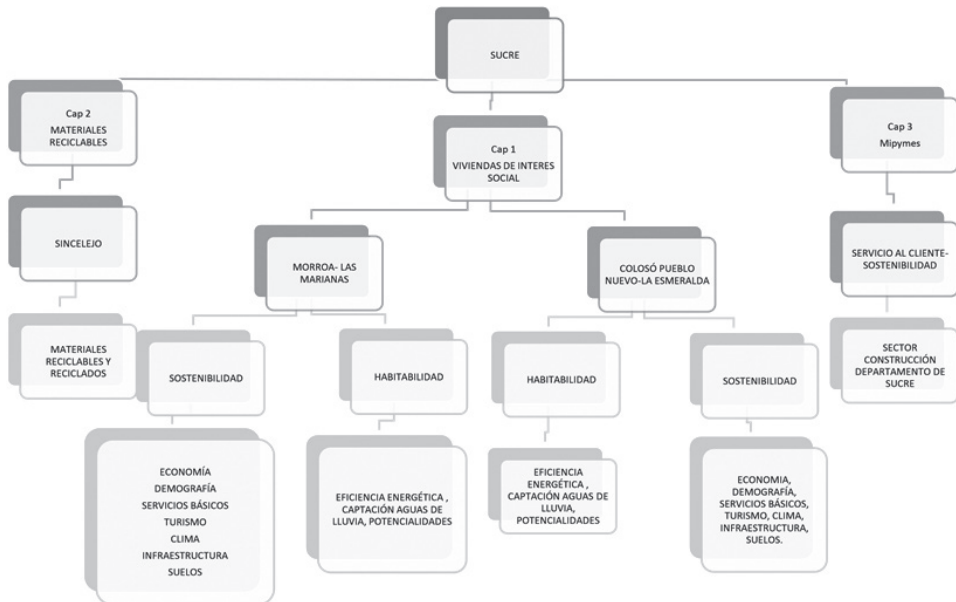 SUCRE
Cap 2
MATERIALES
RECICLABLES
Cap 1
VIVIENDAS DE INTERES
SOCIAL
Cap 3
Mipymes
SINCELEJO
MORROA- LAS
MARIANAS
COLOSÓ PUEBLO
NUEVO-LA ESMERALDA
SERVICIO AL CLIENTE-
SOSTENIBILIDAD
MATERIALES
RECICLABLES Y
RECICLADOS
SOSTENIBILIDAD
HABITABILIDAD
HABITABILIDAD
SOSTENIBILIDAD
SECTOR
CONSTRUCCIÓN
DEPARTAMENTO DE
SUCRE
ECONOMÍA
DEMOGRAFÍA
SERVICIOS BÁSICOS
TURISMO
CLIMA
INFRAESTRUCTURA
SUELOS
EFICIENCIA ENERGÉTICA ,
CAPTACIÓN AGUAS DE
LLUVIA, POTENCIALIDADES
EFICIENCIA
ENERGÉTICA ,
CAPTACIÓN AGUAS DE
LLUVIA,
POTENCIALIDADES
ECONOMIA,
DEMOGRAFÍA,
SERVICIOS BÁSICOS,
TURISMO, CLIMA,
INFRAESTRUCTURA,
SUELOS.